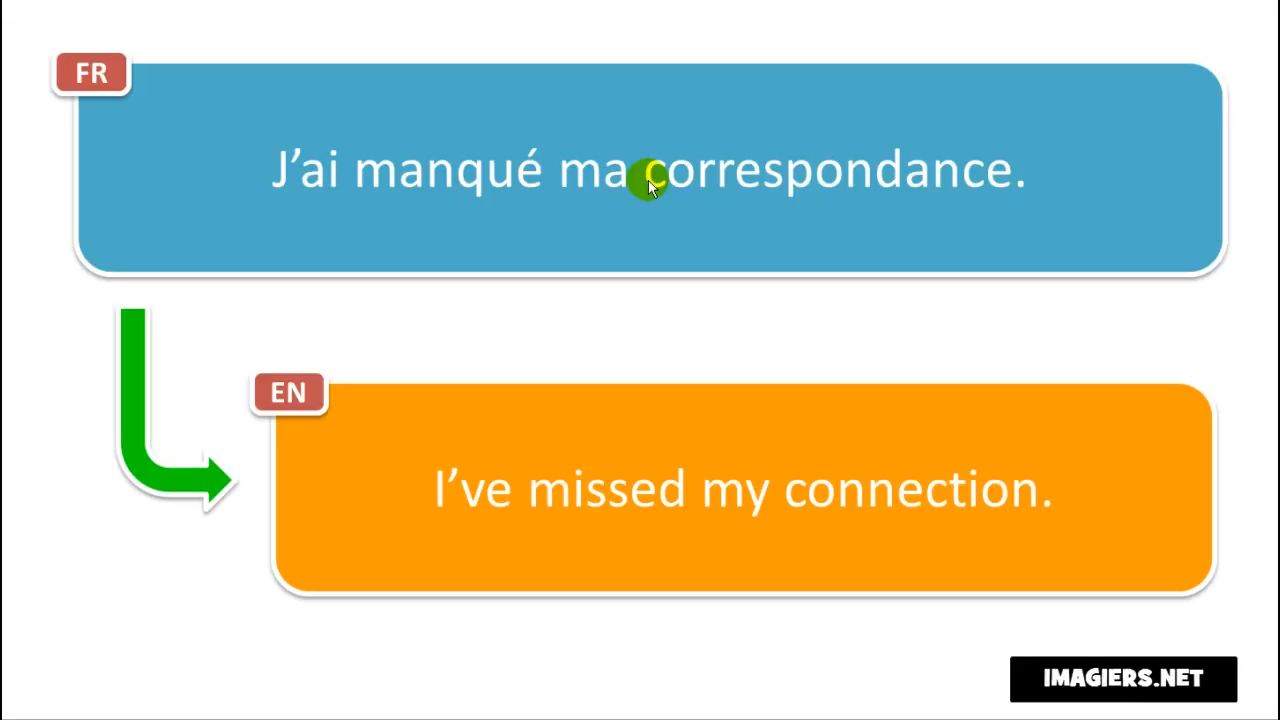 FR
J’ai manqué ma correspondance.
EN
I’ve missed my connection.
IMAGIERS.NET